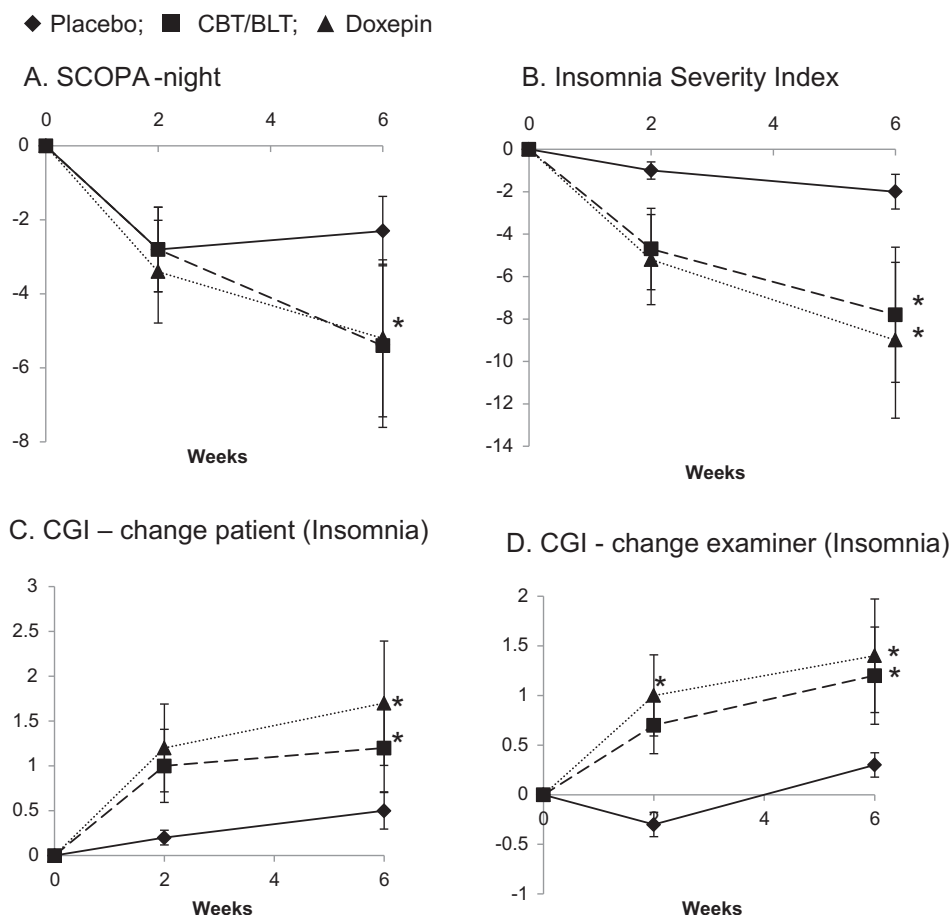 Placebo; CBT/BLT; Doxepin
A. SCOPA -night
0 2 4 6
0
-2
-4
*
-6
-8
Weeks
B. Insomnia Severity Index
0 2 4 6
0
-2
-4
-6
*
-8
*
-10
-12
-14
Weeks
C. CGI – change patient (Insomnia)
3
2.5
2
*
1.5
*
1
0.5
0
0 2 4 6
Weeks
D. CGI - change examiner (Insomnia)
2
1.5
*
*
*
1
0.5
0
0 2 4 6
-0.5
-1
Weeks